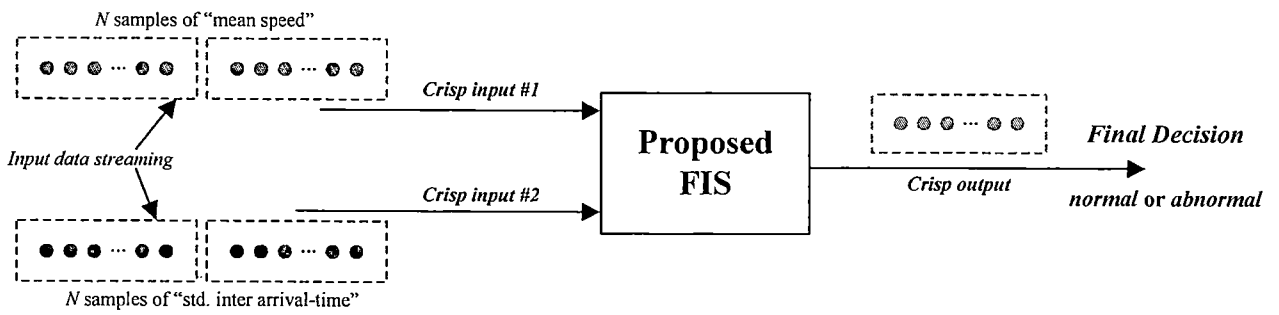 N samples of “mean speed”
Crisp input #1
Input data streaming
Proposed
FIS
Final Decision
Crisp output
normal or abnormal
Crisp input #2
N samples of “std. inter arrival-time”